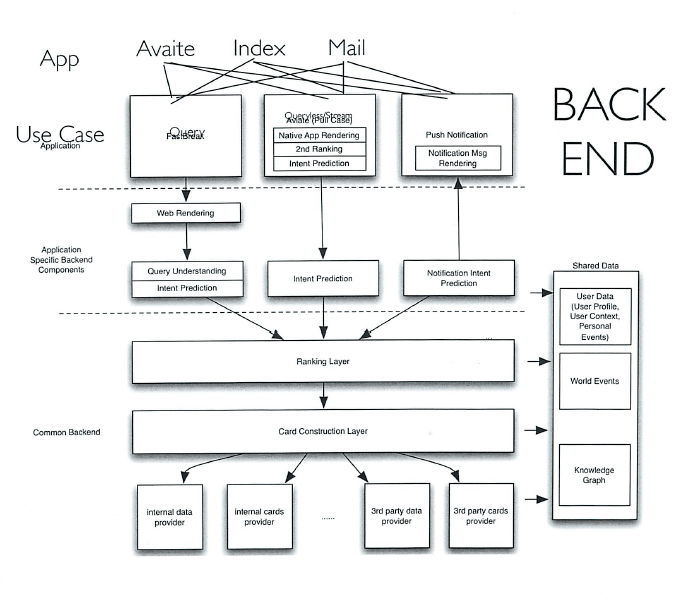 App
Avaite
Index
Mail
BACK
END
Use Case
Application
Query
FastBreak
Queryless/Stream
Aviate (Pull Case)
Native App Rendering
2nd Ranking
Intent Prediction
Push Notification
Notification Msg
Rendering
Web Rendering
Application
Specific Backend
Components
Query Understanding
Intent Prediction
Intent Prediction
Notification Intent
Prediction
Shared Data
User Data
(User Profile,
User Context,
Personal
Events)
World Events
Knowledge
Graph
Ranking Layer
Common Backend
Card Construction Layer
internal data
provider
internal cards
provider
......
3rd party data
provider
3rd party cards
provider